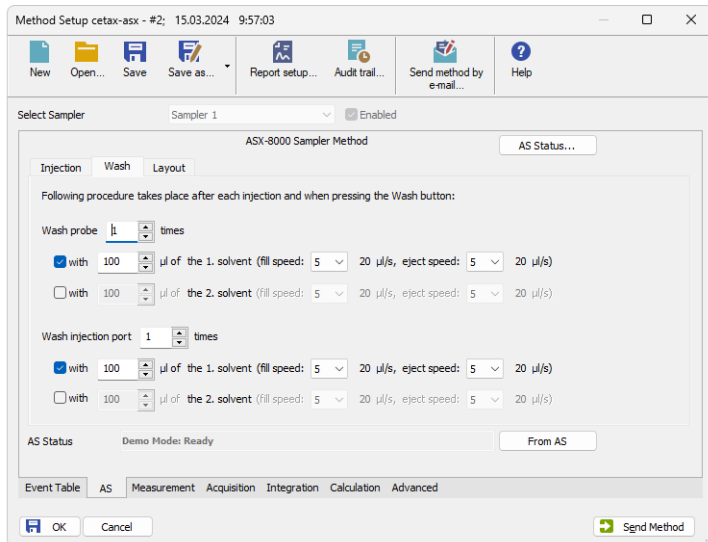 Method Setup cetax-asx - #2; 15.03.2024 9:57:03
New Open... Save Save as... Report setup... Audit trail... Send method by e-mail... Help
Select Sampler Sampler 1 Enabled
ASX-8000 Sampler Method AS Status...
Injection Wash Layout
Following procedure takes place after each injection and when pressing the Wash button:
Wash probe 1 times
with 100 µl of the 1. solvent (fill speed: 5 20 µl/s, eject speed: 5 20 µl/s)
with 100 µl of the 2. solvent (fill speed: 5 20 µl/s, eject speed: 5 20 µl/s)
Wash injection port 1 times
with 100 µl of the 1. solvent (fill speed: 5 20 µl/s, eject speed: 5 20 µl/s)
with 100 µl of the 2. solvent (fill speed: 5 20 µl/s, eject speed: 5 20 µl/s)
AS Status Demo Mode: Ready From AS
Event Table AS Measurement Acquisition Integration Calculation Advanced
OK Cancel Send Method